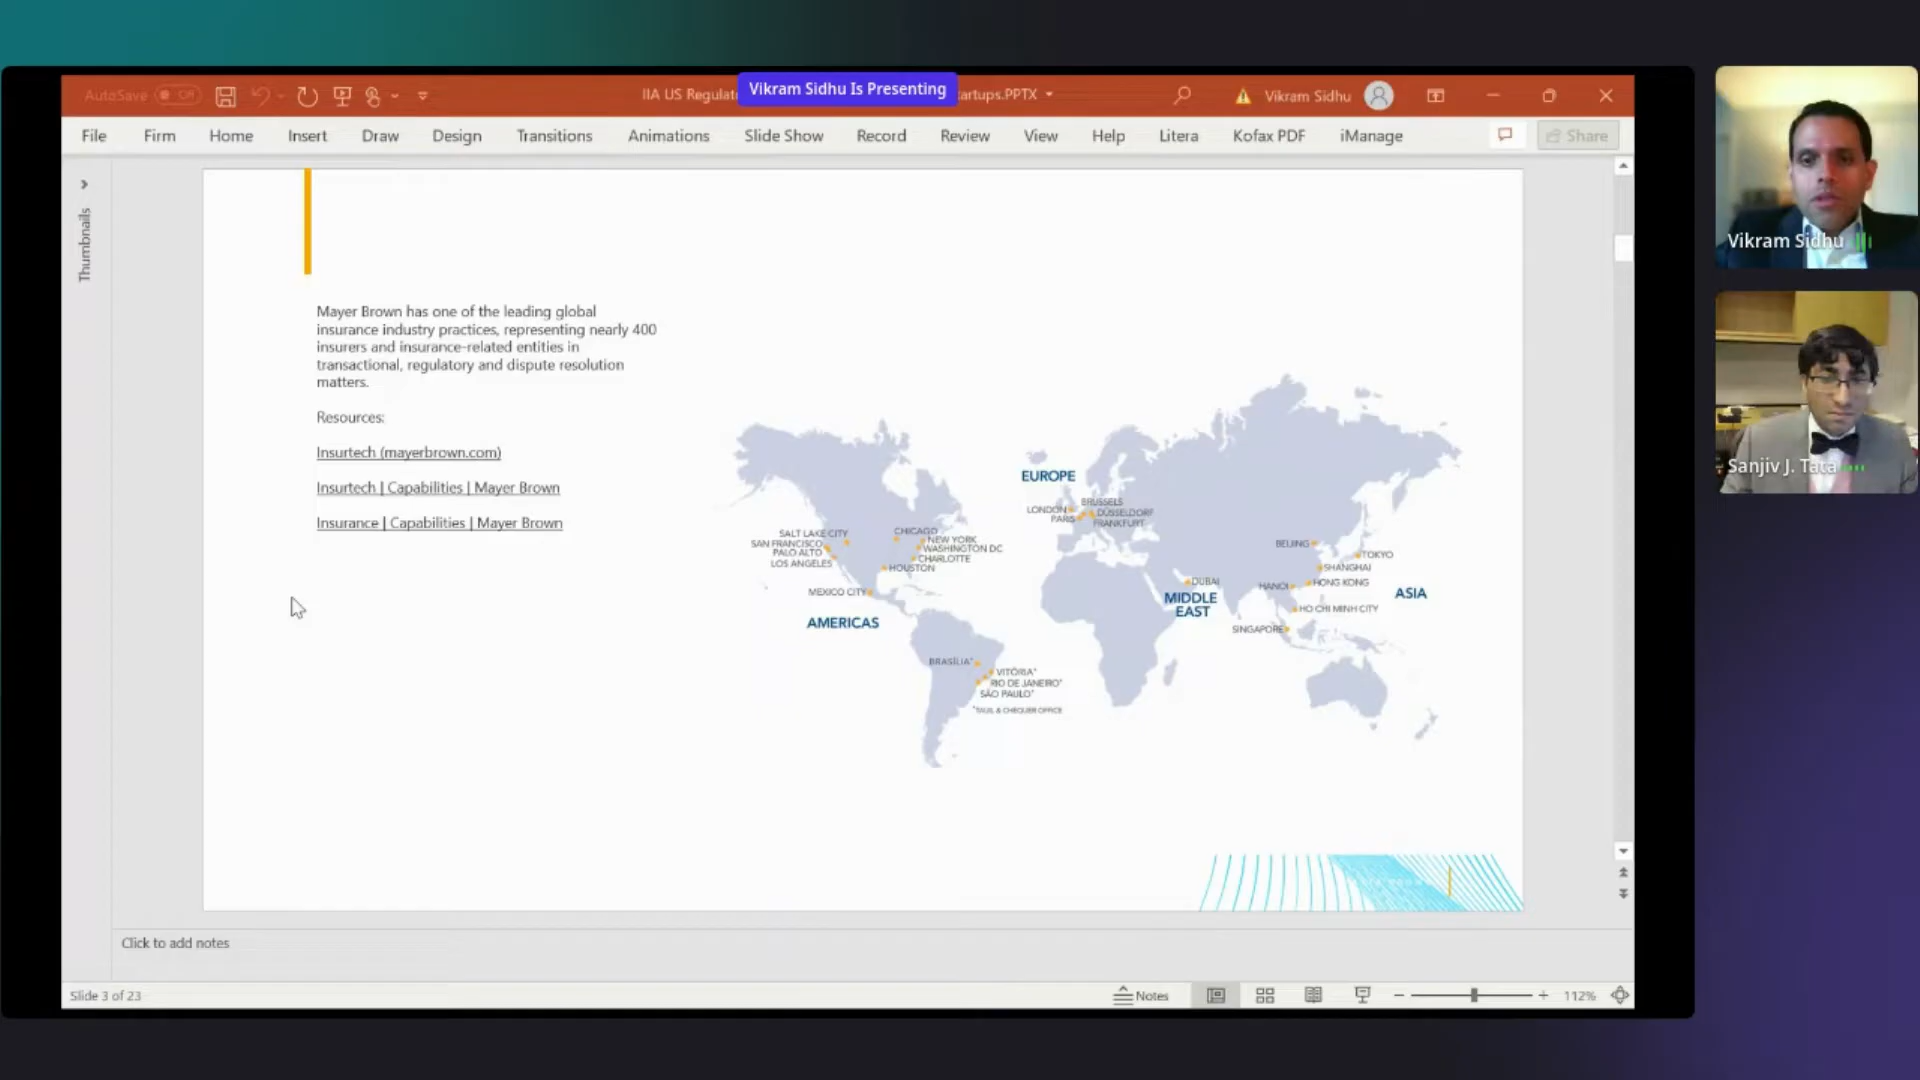 AutoSave Off
IIA US Regulat
Vikram Sidhu Is Presenting
artups.PPTX
Vikram Sidhu
File Firm Home Insert Draw Design Transitions Animations Slide Show Record Review View Help Litera Kofax PDF iManage Share
Thumbnails
Mayer Brown has one of the leading global
insurance industry practices, representing nearly 400
insurers and insurance-related entities in
transactional, regulatory and dispute resolution
matters.
Resources:
Insurtech (mayerbrown.com)
Insurtech | Capabilities | Mayer Brown
Insurance | Capabilities | Mayer Brown
SALT LAKE CITY
SAN FRANCISCO
PALO ALTO
LOS ANGELES
CHICAGO
NEW YORK
WASHINGTON DC
CHARLOTTE
HOUSTON
MEXICO CITY
AMERICAS
BRASÍLIA*
VITÓRIA*
RIO DE JANEIRO*
SÃO PAULO*
*TAUIL & CHEQUER OFFICE
EUROPE
LONDON
PARIS
BRUSSELS
DÜSSELDORF
FRANKFURT
DUBAI
MIDDLE
EAST
BEIJING
TOKYO
SHANGHAI
HANOI
HONG KONG
ASIA
HO CHI MINH CITY
SINGAPORE
Click to add notes
Slide 3 of 23
Notes
112%
Vikram Sidhu
Sanjiv J. Tata